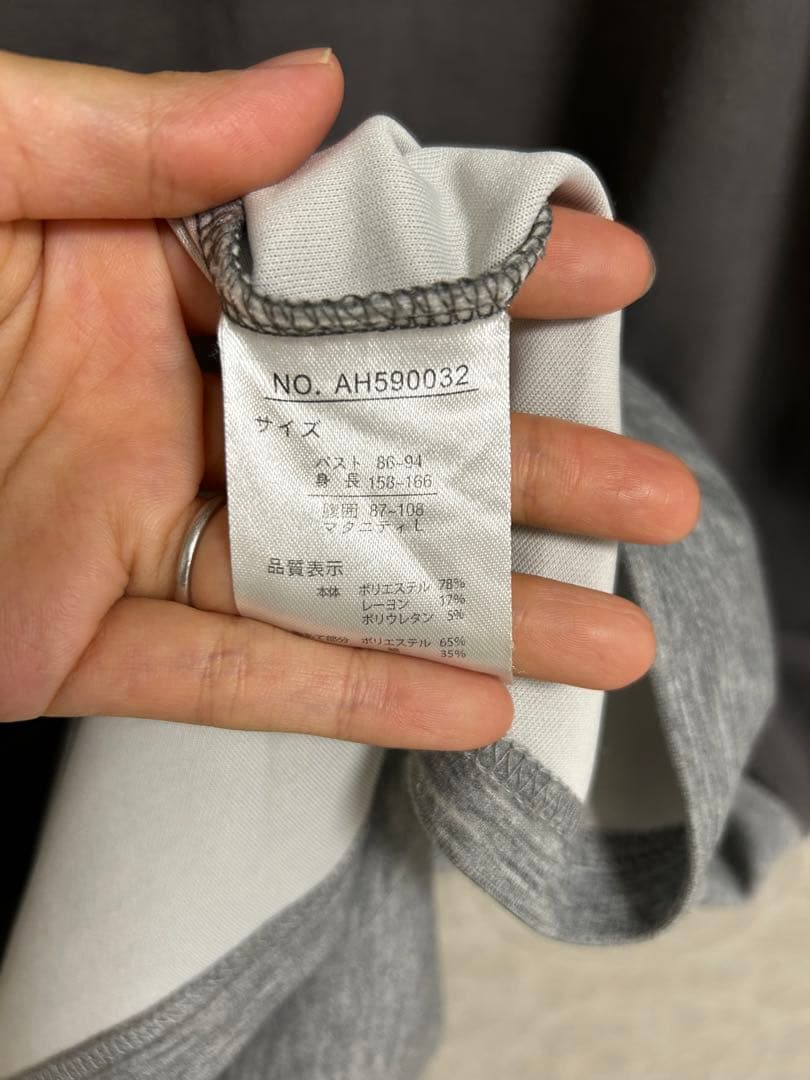 NO. AH590032
サイズ
バスト 86~94
身 長 158~166
腹囲 87~108
マタニティ L
品質表示
本体 ポリエステル 78%
レーヨン 17%
ポリウレタン 5%
部分 ポリエステル 65%
35%